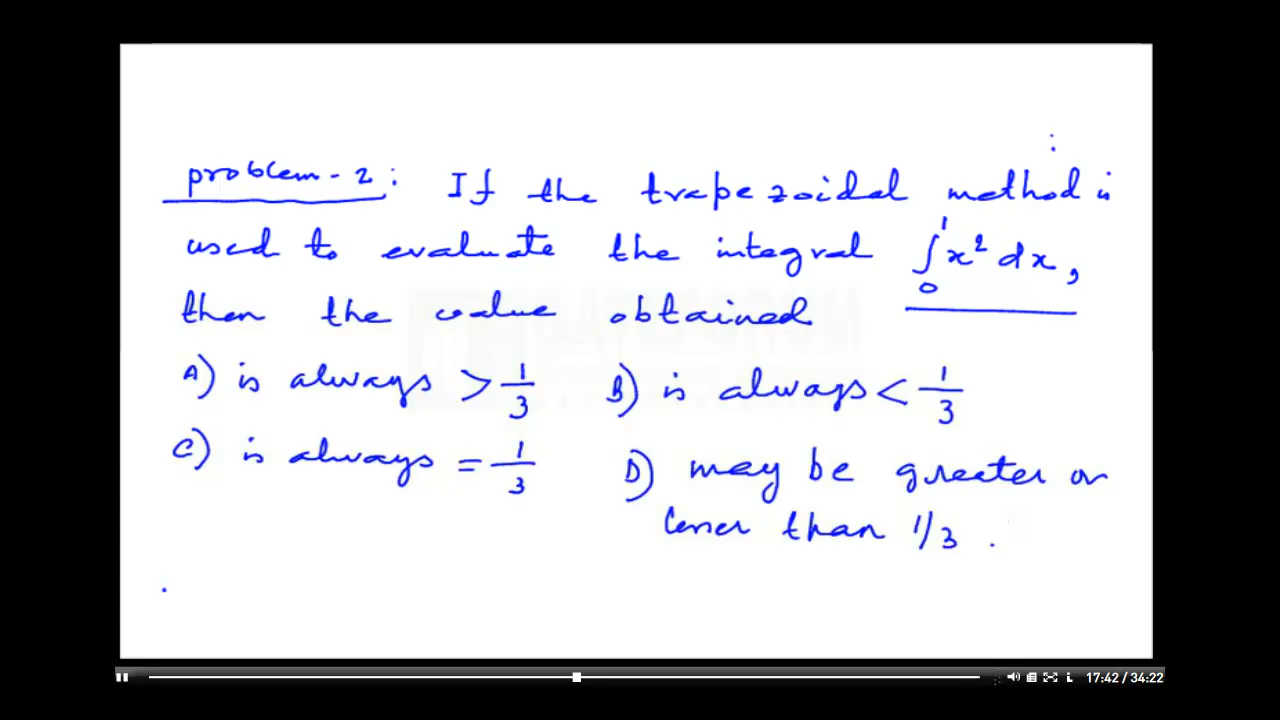 problem-2 : If the trapezoidal method is
used to evaluate the integral ∫₀¹ x² dx,
then the value obtained
A) is always > 1/3 B) is always < 1/3
C) is always = 1/3 D) may be greater or
lesser than 1/3 .
17:42 / 34:22